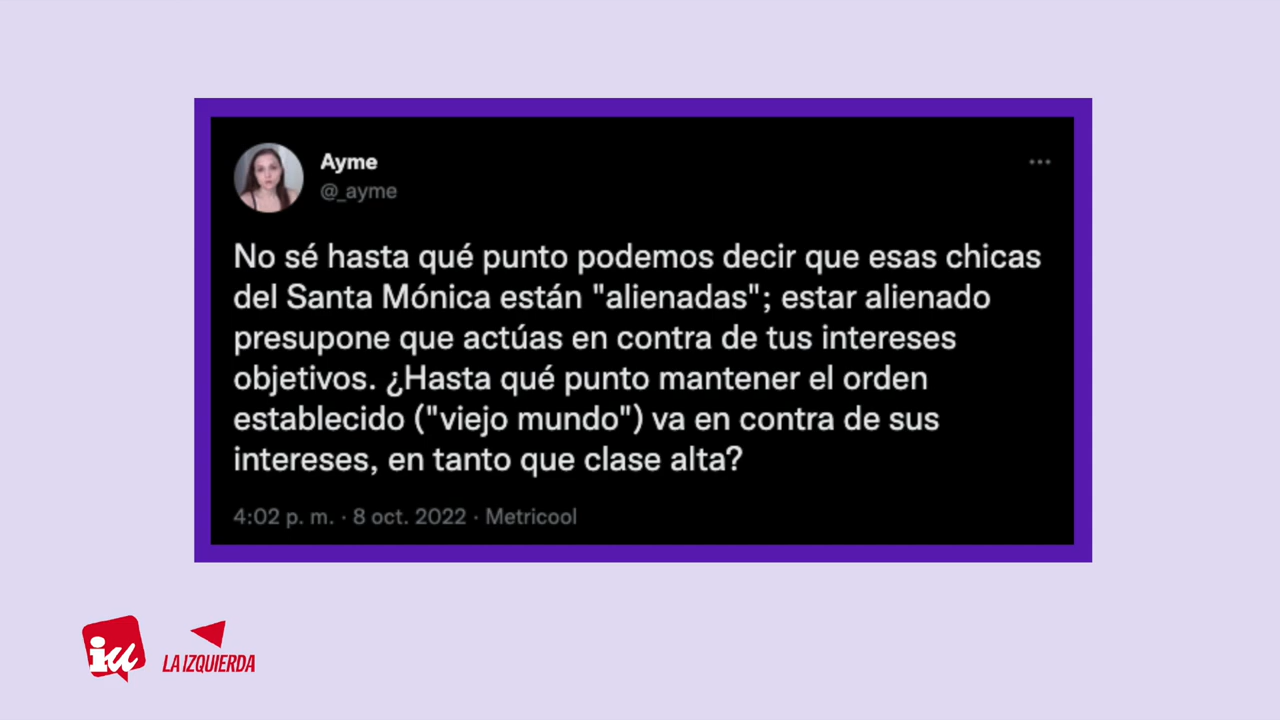 Ayme
@_ayme
No sé hasta qué punto podemos decir que esas chicas
del Santa Mónica están "alienadas"; estar alienado
presupone que actúas en contra de tus intereses
objetivos. ¿Hasta qué punto mantener el orden
establecido ("viejo mundo") va en contra de sus
intereses, en tanto que clase alta?
4:02 p. m. · 8 oct. 2022 · Metricool
iu
LA IZQUIERDA